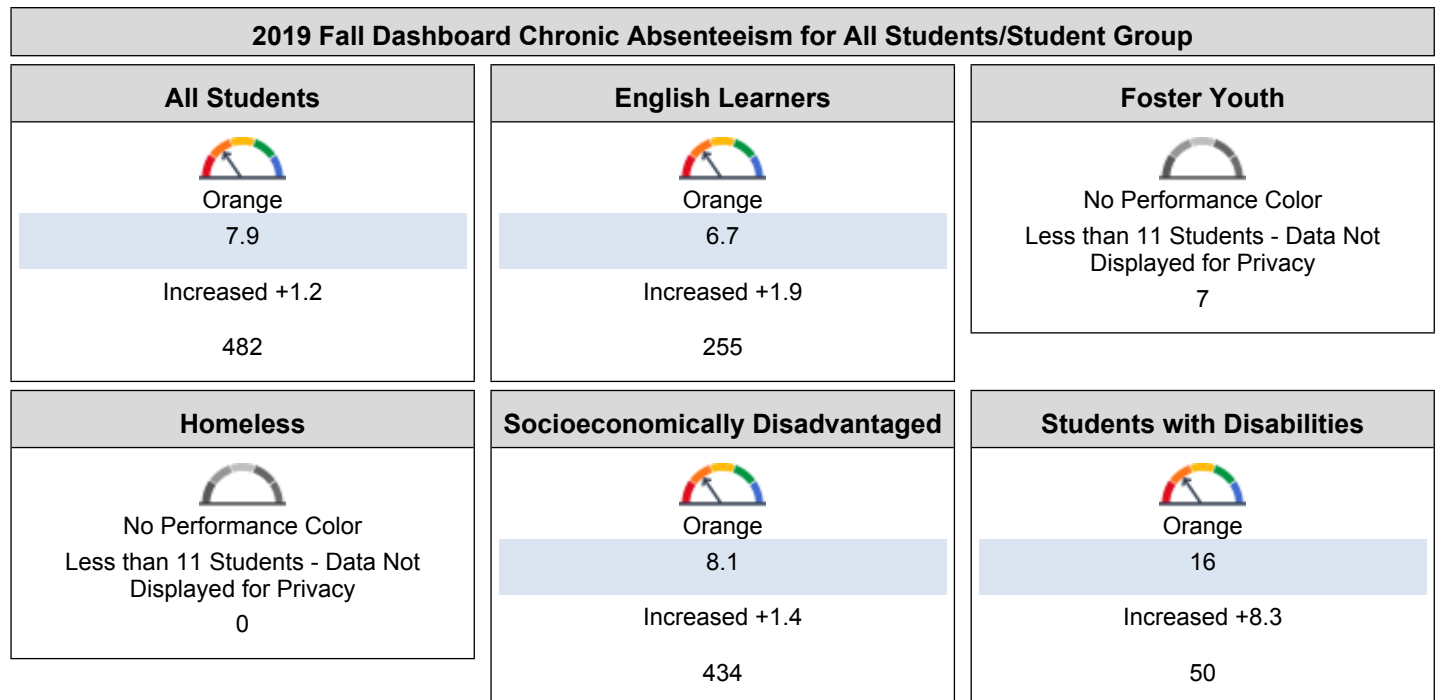 2019 Fall Dashboard Chronic Absenteeism for All Students/Student Group
All Students
Orange
7.9
Increased +1.2
482
English Learners
Orange
6.7
Increased +1.9
255
Foster Youth
No Performance Color
Less than 11 Students - Data Not
Displayed for Privacy
7
Homeless
No Performance Color
Less than 11 Students - Data Not
Displayed for Privacy
0
Socioeconomically Disadvantaged
Orange
8.1
Increased +1.4
434
Students with Disabilities
Orange
16
Increased +8.3
50